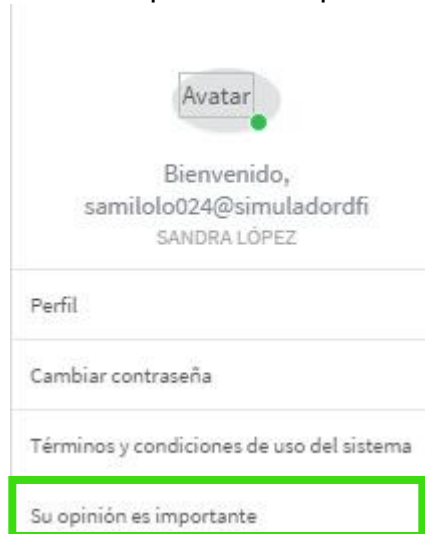 Avatar
Bienvenido,
samilolo024@simuladordfi
SANDRA LÓPEZ
Perfil
Cambiar contraseña
Términos y condiciones de uso del sistema
Su opinión es importante